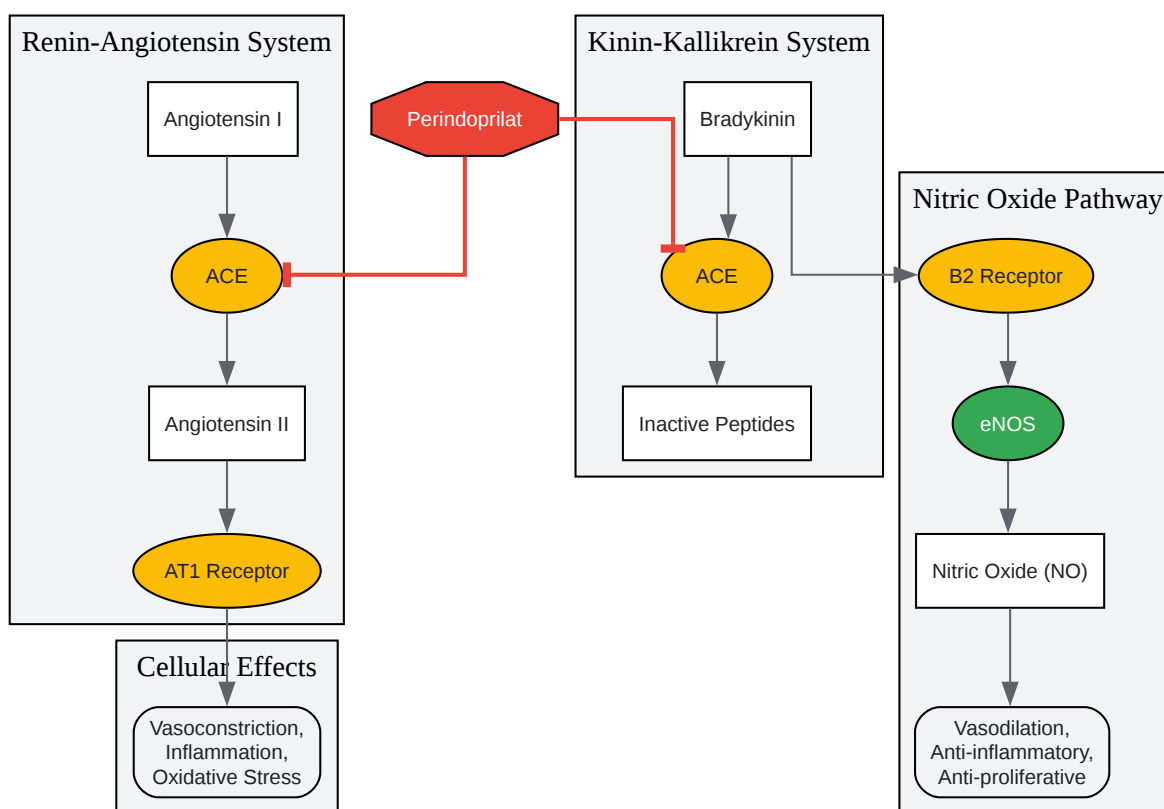 Renin-Angiotensin System
Angiotensin I
ACE
Angiotensin II
AT1 Receptor
Cellular Effects
Vasoconstriction,
Inflammation,
Oxidative Stress
Perindoprilat
Kinin-Kallikrein System
Bradykinin
ACE
Inactive Peptides
Nitric Oxide Pathway
B2 Receptor
eNOS
Nitric Oxide (NO)
Vasodilation,
Anti-inflammatory,
Anti-proliferative